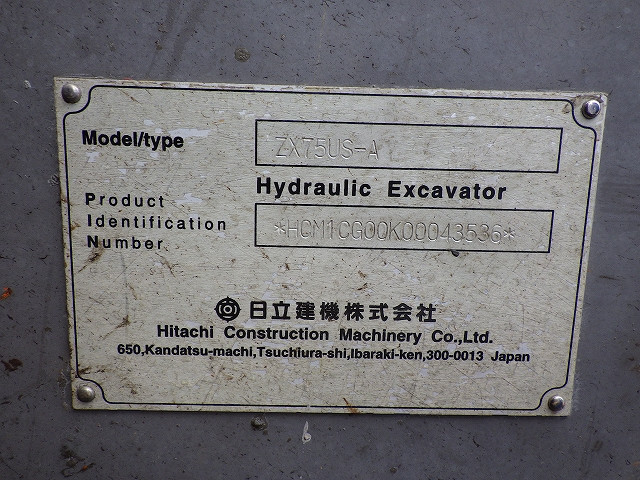 Model/type
ZX75US-A
Hydraulic Excavator
Product
Identification
Number
*HCM1CG00K00043536*
日立建機株式会社
Hitachi Construction Machinery Co.,Ltd.
650,Kandatsu-machi,Tsuchiura-shi,Ibaraki-ken,300-0013 Japan